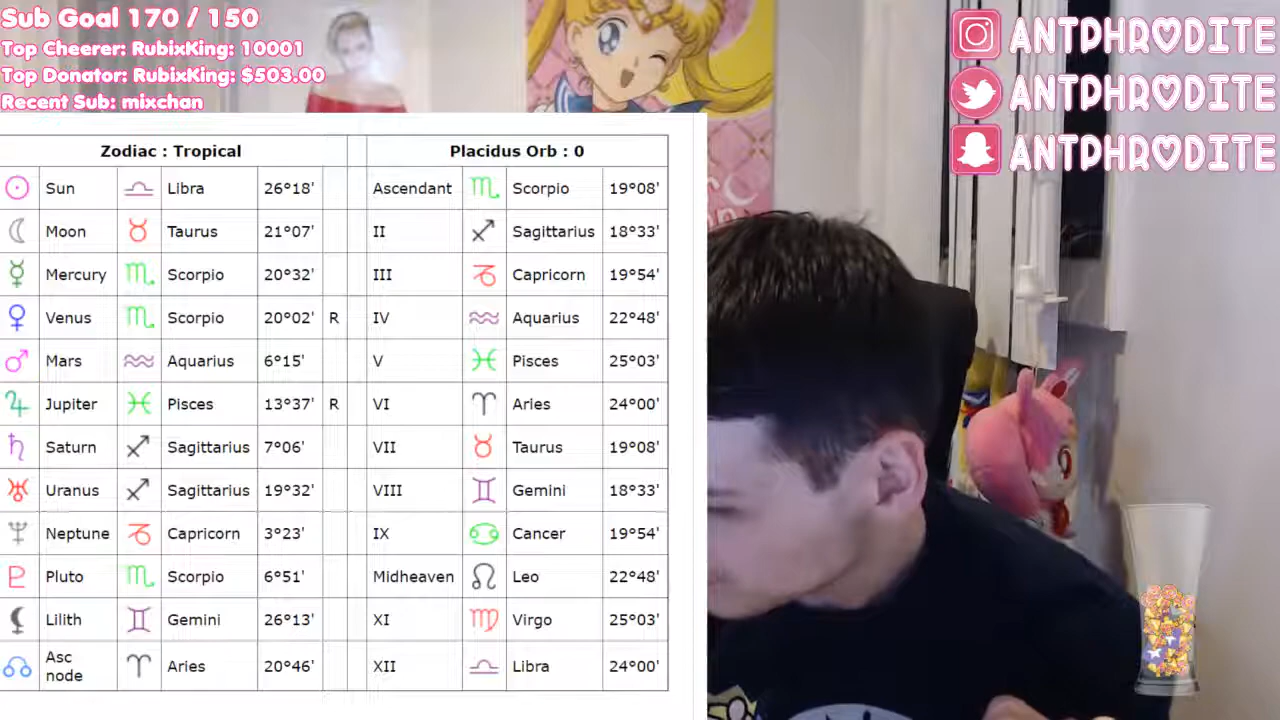 Sub Goal 170 / 150
Top Cheerer: RubixKing: 10001
Top Donator: RubixKing: $503.00
Recent Sub: mixchan
ANTPHRODITE
ANTPHRODITE
ANTPHRODITE
Zodiac : Tropical Placidus Orb : 0
Sun Libra 26°18' Ascendant Scorpio 19°08'
Moon Taurus 21°07' II Sagittarius 18°33'
Mercury Scorpio 20°32' III Capricorn 19°54'
Venus Scorpio 20°02' R IV Aquarius 22°48'
Mars Aquarius 6°15' V Pisces 25°03'
Jupiter Pisces 13°37' R VI Aries 24°00'
Saturn Sagittarius 7°06' VII Taurus 19°08'
Uranus Sagittarius 19°32' VIII Gemini 18°33'
Neptune Capricorn 3°23' IX Cancer 19°54'
Pluto Scorpio 6°51' Midheaven Leo 22°48'
Lilith Gemini 26°13' XI Virgo 25°03'
Asc node Aries 20°46' XII Libra 24°00'